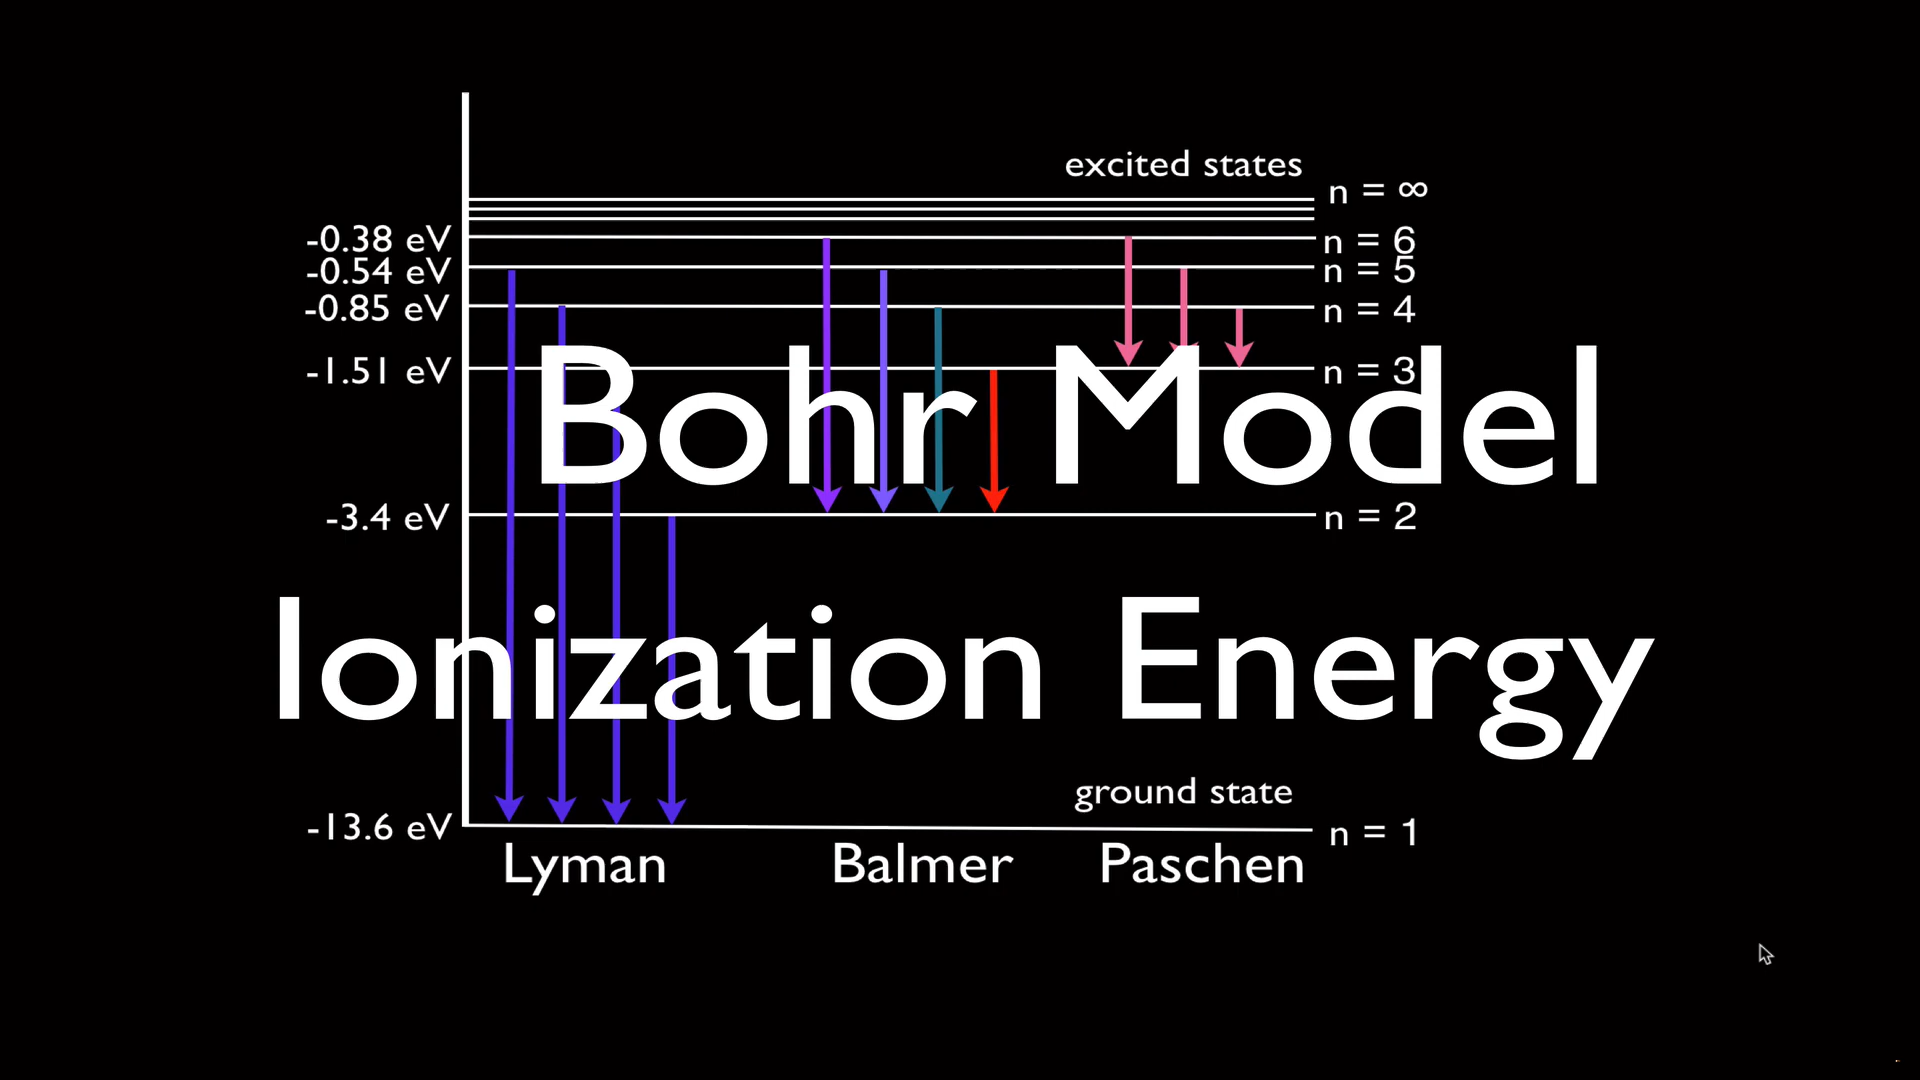 excited states
n = ∞
-0.38 eV
n = 6
-0.54 eV
n = 5
-0.85 eV
n = 4
-1.51 eV
n = 3
Bohr Model
-3.4 eV
n = 2
Ionization Energy
ground state
-13.6 eV
n = 1
Lyman Balmer Paschen